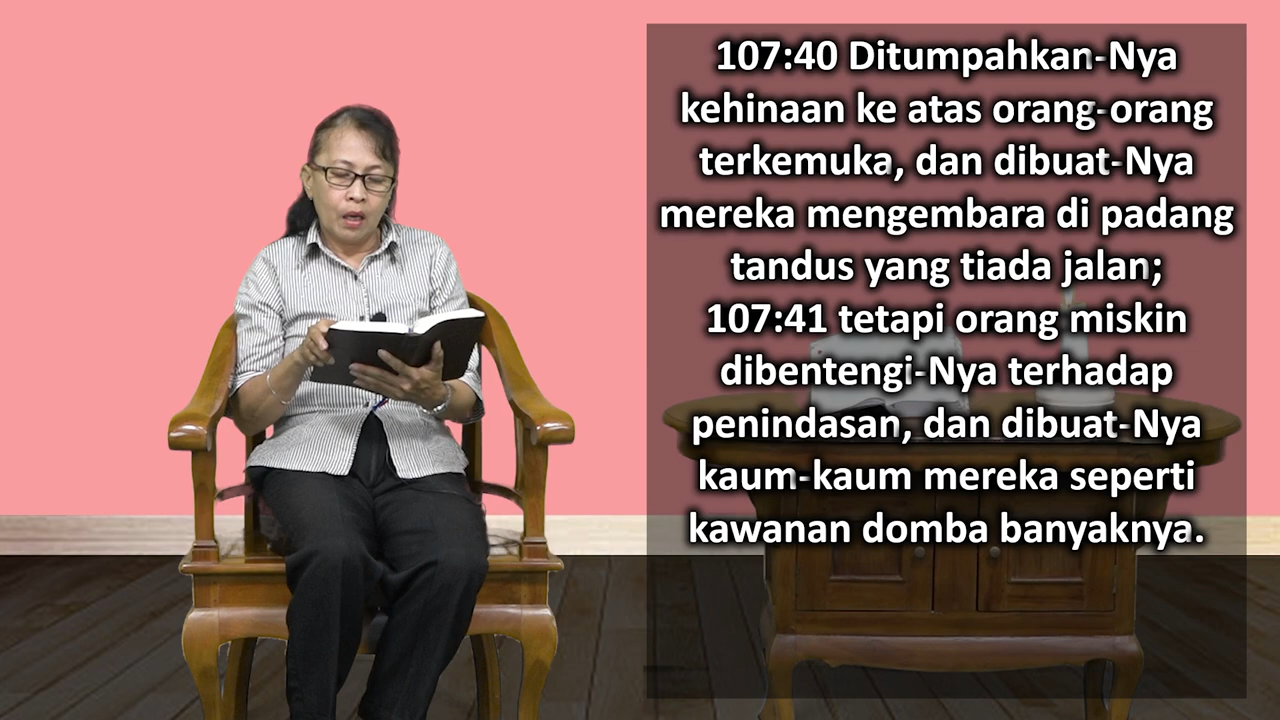 107:40 Ditumpahkan-Nya
kehinaan ke atas orang-orang
terkemuka, dan dibuat-Nya
mereka mengembara di padang
tandus yang tiada jalan;
107:41 tetapi orang miskin
dibentengi-Nya terhadap
penindasan, dan dibuat-Nya
kaum-kaum mereka seperti
kawanan domba banyaknya.